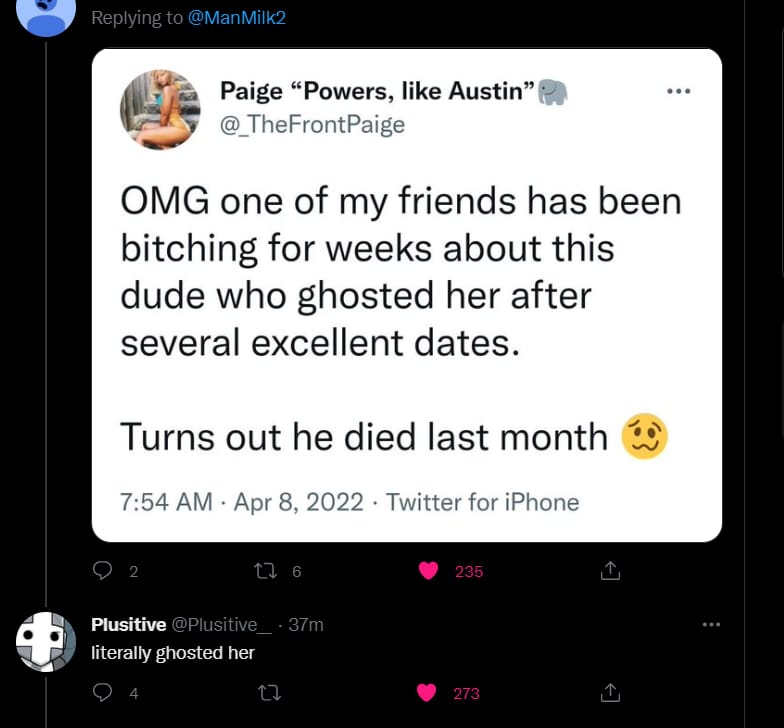 Replying to @ManMilk2
Paige “Powers, like Austin”🐘
@_TheFrontPaige
OMG one of my friends has been
bitching for weeks about this
dude who ghosted her after
several excellent dates.
Turns out he died last month 🥴
7:54 AM · Apr 8, 2022 · Twitter for iPhone
2 6 235
Plusitive @Plusitive__ · 37m
literally ghosted her
4 273